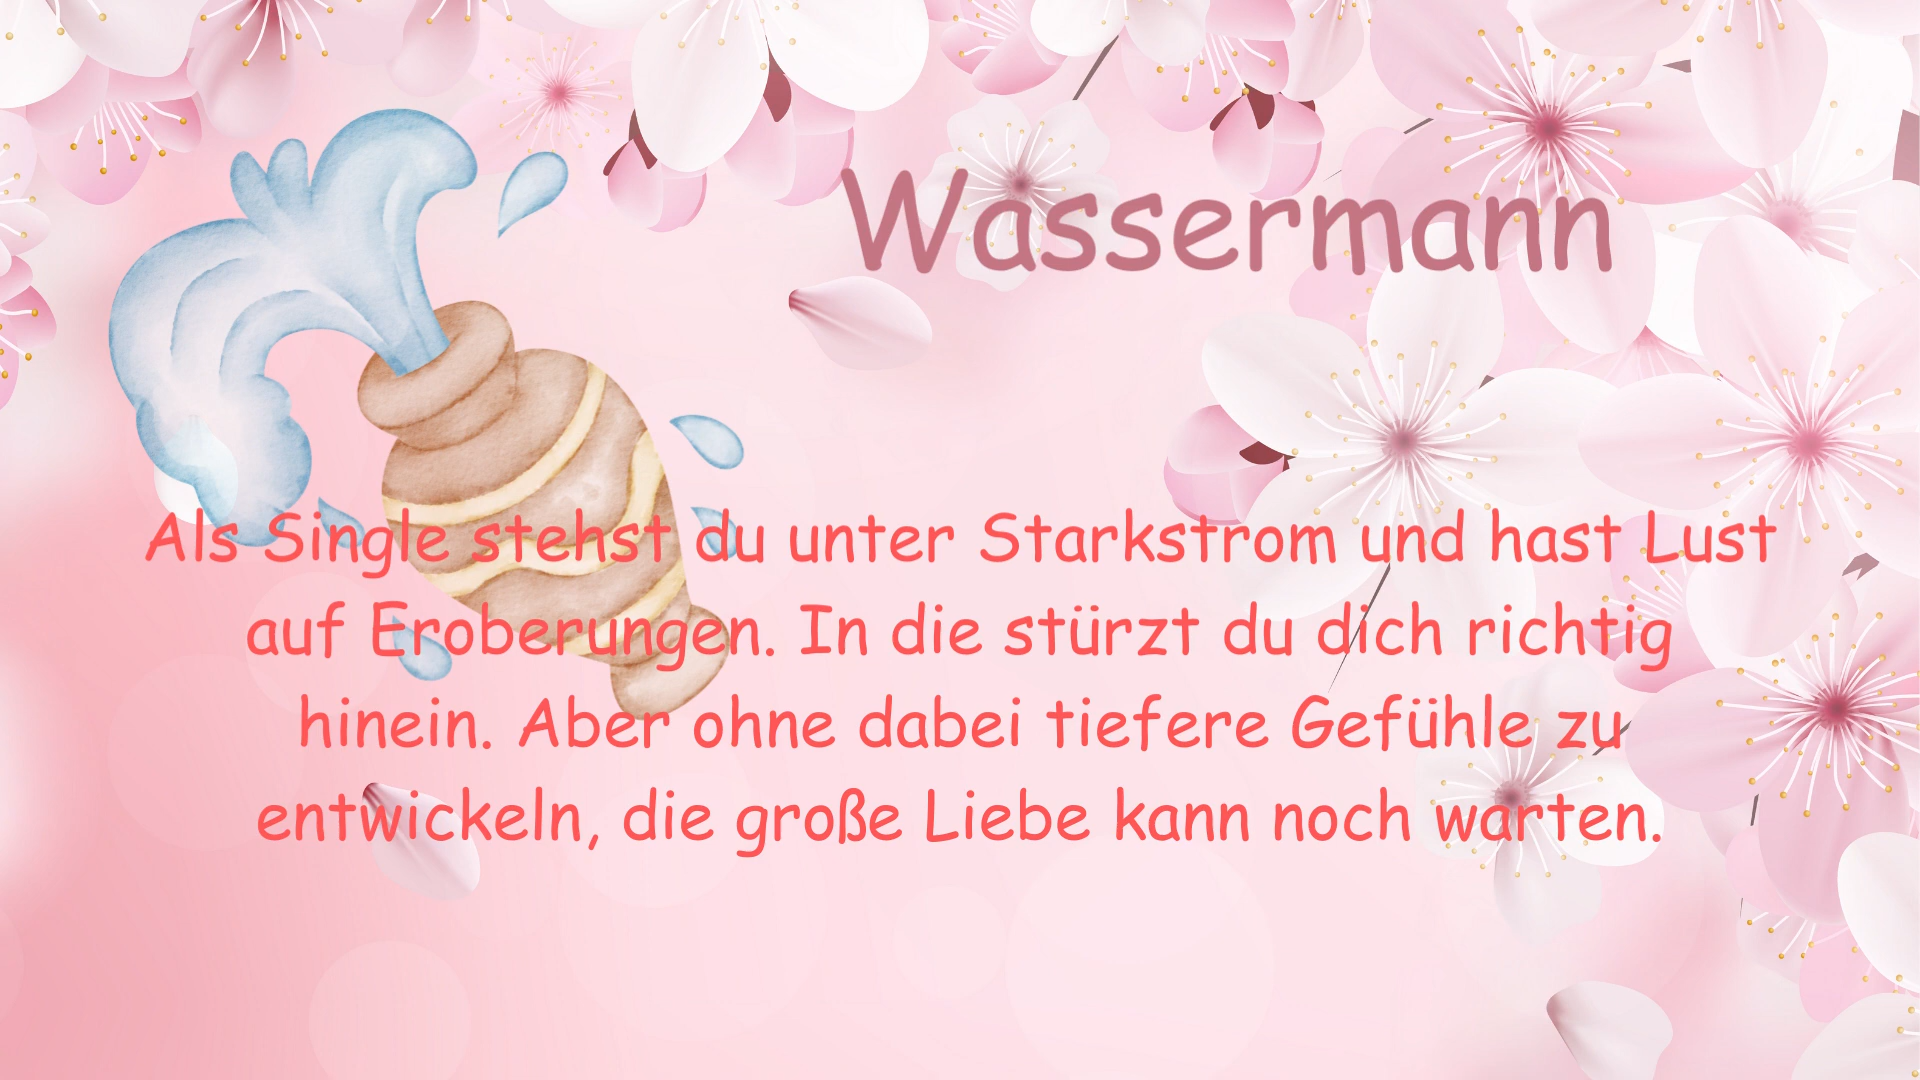 Wassermann
Als Single stehst du unter Starkstrom und hast Lust
auf Eroberungen. In die stürzt du dich richtig
hinein. Aber ohne dabei tiefere Gefühle zu
entwickeln, die große Liebe kann noch warten.